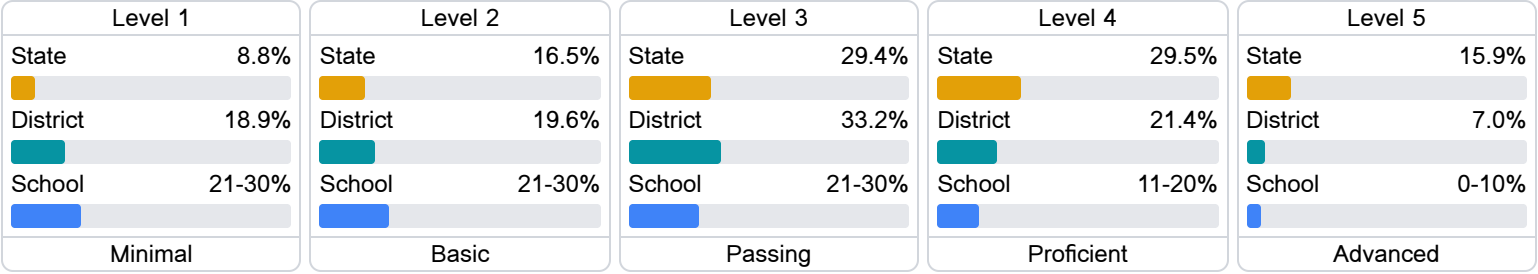 Level 1
State 8.8%
District 18.9%
School 21-30%
Minimal
Level 2
State 16.5%
District 19.6%
School 21-30%
Basic
Level 3
State 29.4%
District 33.2%
School 21-30%
Passing
Level 4
State 29.5%
District 21.4%
School 11-20%
Proficient
Level 5
State 15.9%
District 7.0%
School 0-10%
Advanced